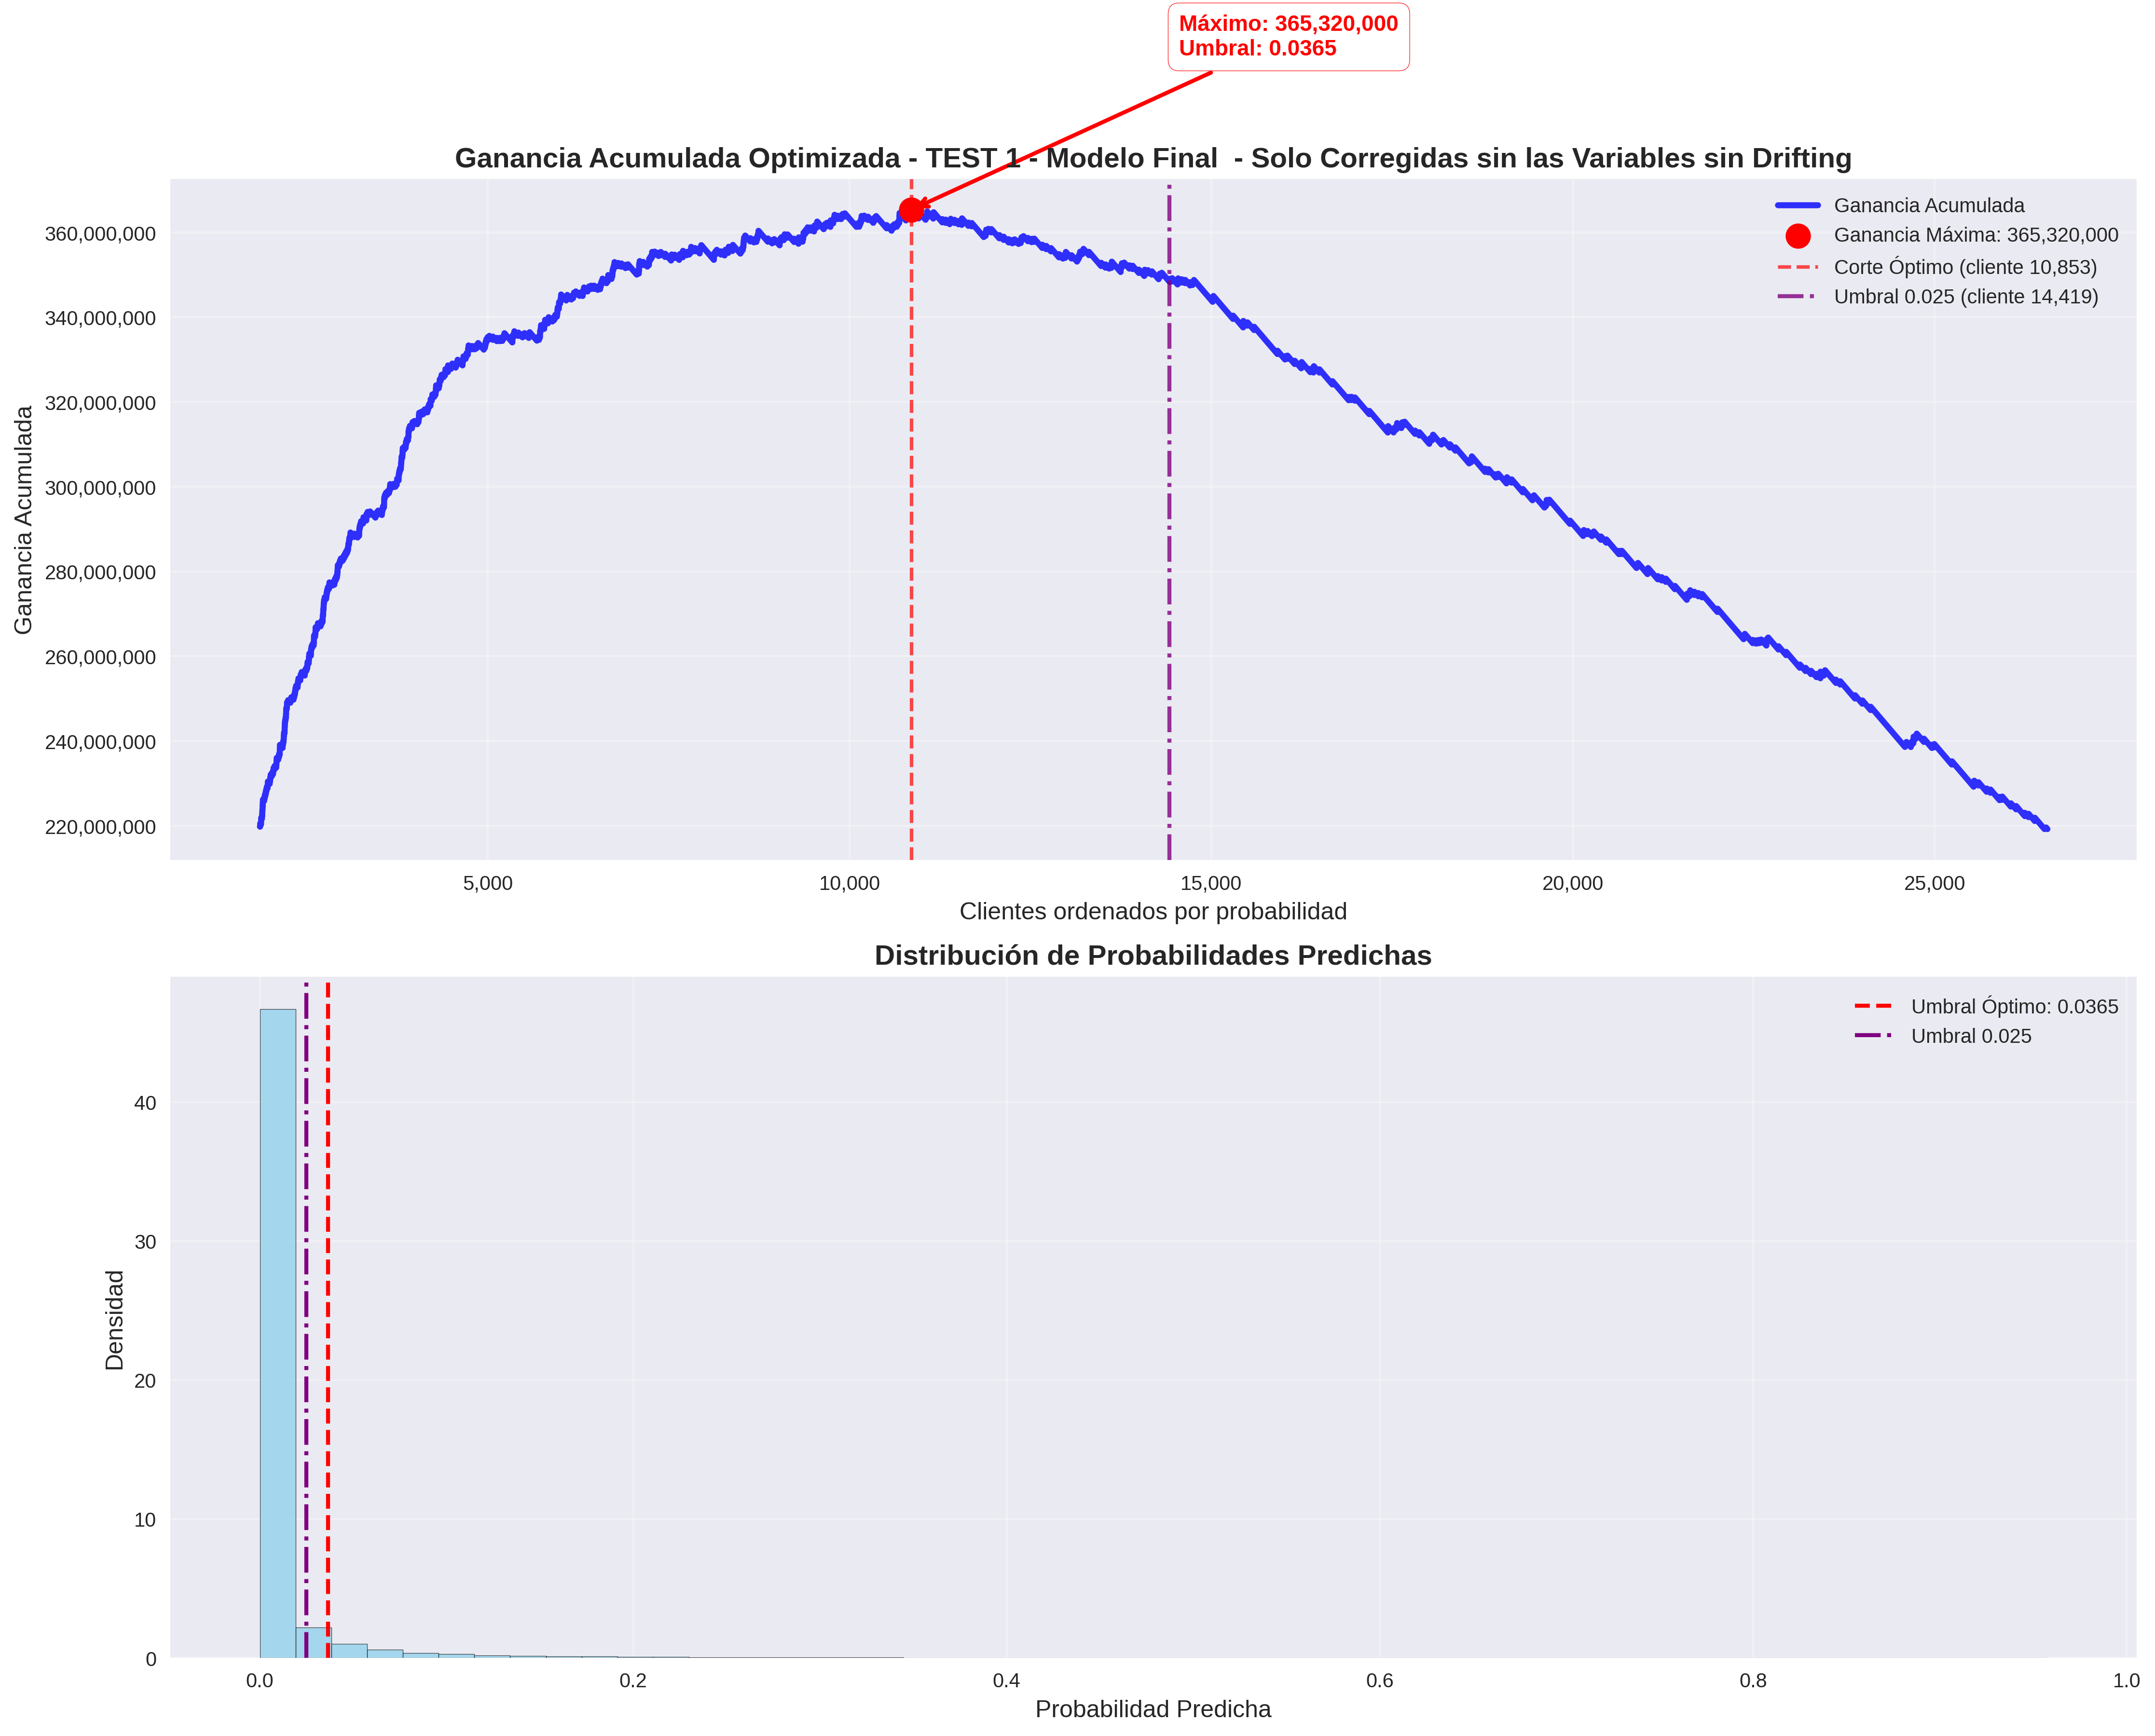 Máximo: 365,320,000
Umbral: 0.0365
Ganancia Acumulada Optimizada - TEST 1 - Modelo Final  - Solo Corregidas sin las Variables sin Drifting
Ganancia Acumulada
Ganancia Máxima: 365,320,000
Corte Óptimo (cliente 10,853)
Umbral 0.025 (cliente 14,419)
360,000,000
340,000,000
320,000,000
300,000,000
280,000,000
260,000,000
240,000,000
220,000,000
Ganancia Acumulada
5,000
10,000
15,000
20,000
25,000
Clientes ordenados por probabilidad
Distribución de Probabilidades Predichas
Umbral Óptimo: 0.0365
Umbral 0.025
40
30
20
10
0
Densidad
0.0
0.2
0.4
0.6
0.8
1.0
Probabilidad Predicha